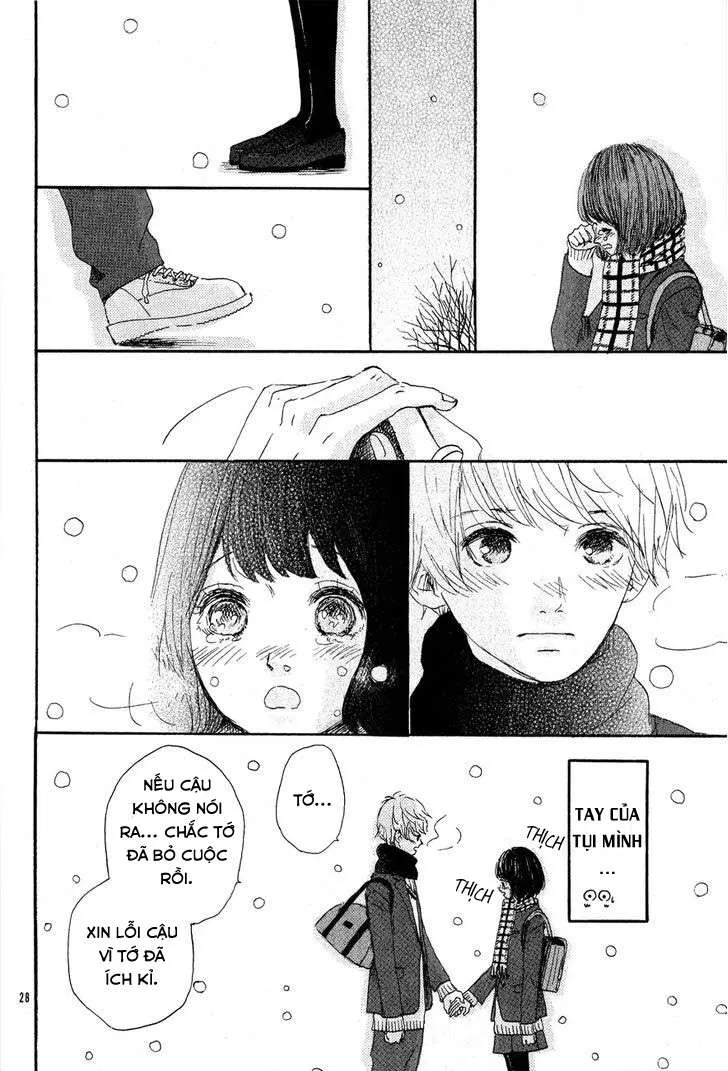 TAY CỦA
TỤI MÌNH
...
THỊCH
THỊCH
TỚ...
NẾU CẬU
KHÔNG NÓI
RA... CHẮC TỚ
ĐÃ BỎ CUỘC
RỒI.
XIN LỖI CẬU
VÌ TỚ ĐÃ
ÍCH KỈ.
28